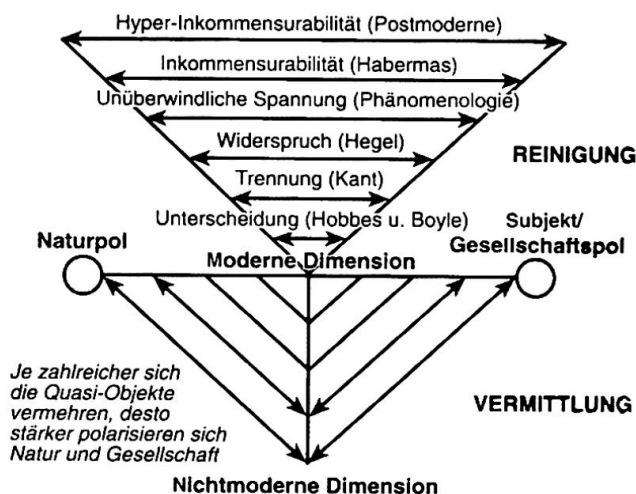 Hyper-Inkommensurabilität (Postmoderne)
Inkommensurabilität (Habermas)
Unüberwindliche Spannung (Phänomenologie)
Widerspruch (Hegel)
REINIGUNG
Trennung (Kant)
Unterscheidung (Hobbes u. Boyle)
Naturpol
Subjekt/
Gesellschaftspol
Moderne Dimension
Je zahlreicher sich
die Quasi-Objekte
vermehren, desto
stärker polarisieren sich
Natur und Gesellschaft
VERMITTLUNG
Nichtmoderne Dimension